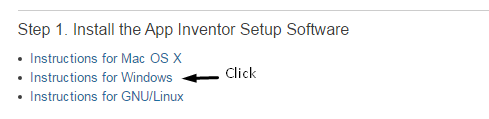 Step 1. Install the App Inventor Setup Software
• Instructions for Mac OS X
• Instructions for Windows Click
• Instructions for GNU/Linux